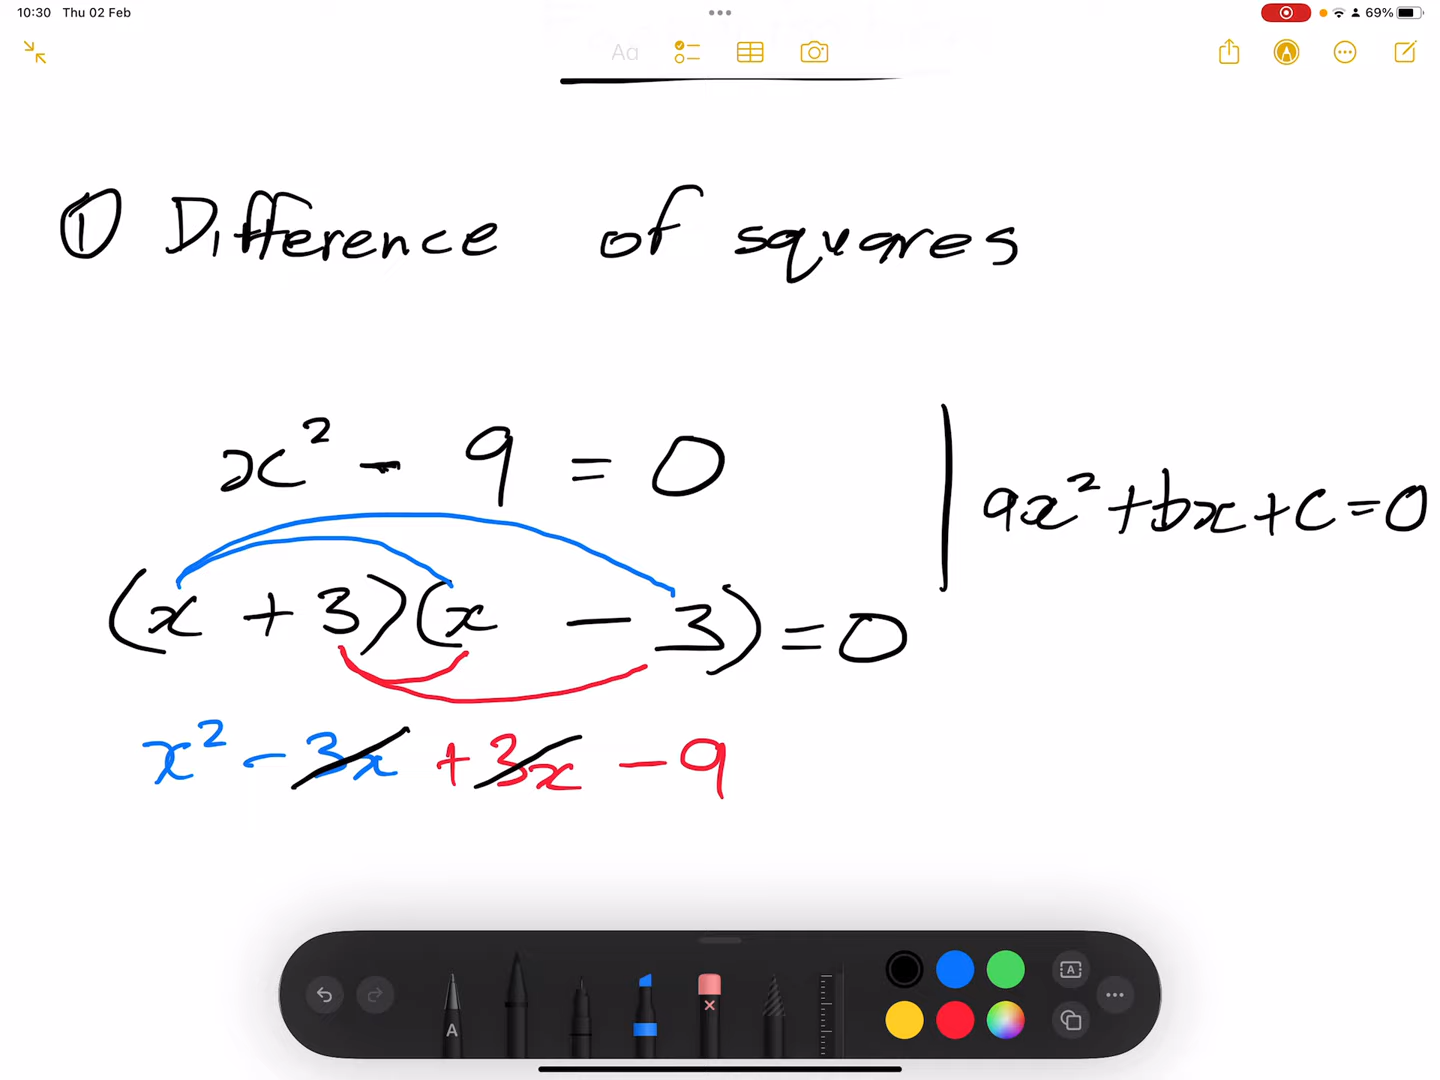 10:30 Thu 02 Feb
69%
Aa
① Difference of squares
x² - 9 = 0
ax² + bx + c = 0
(x + 3)(x - 3) = 0
x² - 3x + 3x - 9
A
A